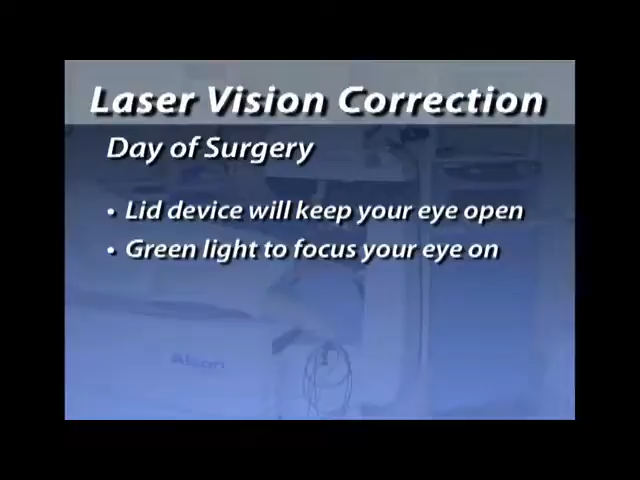 Laser Vision Correction
Day of Surgery
• Lid device will keep your eye open
• Green light to focus your eye on
Alcon